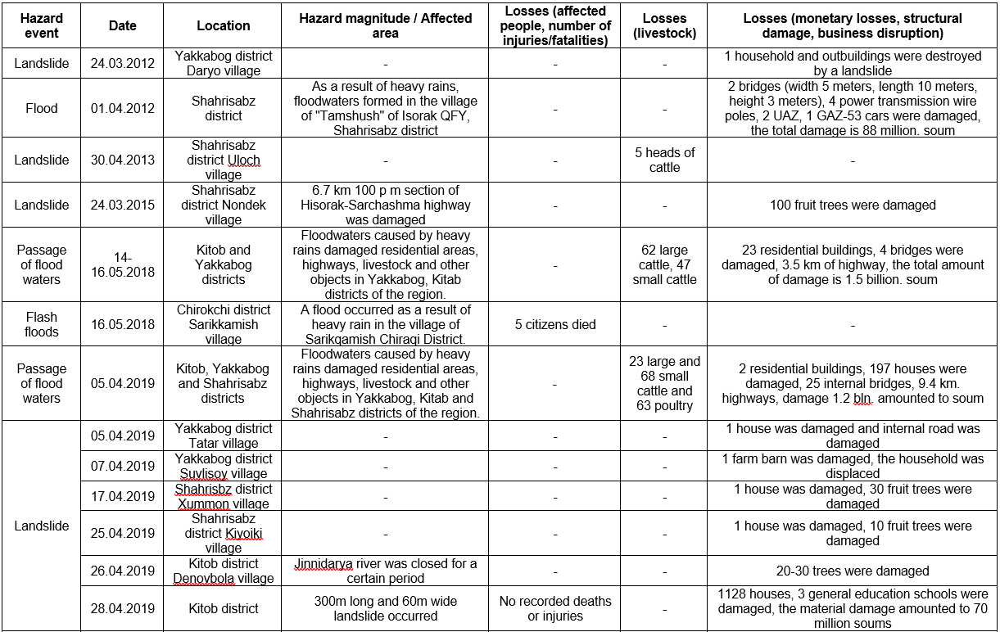 Hazard event
Date
Location
Hazard magnitude / Affected area
Losses (affected people, number of injuries/fatalities)
Losses (livestock)
Losses (monetary losses, structural damage, business disruption)
Landslide
24.03.2012
Yakkabog district
Daryo village
-
-
-
1 household and outbuildings were destroyed
by a landslide
Flood
01.04.2012
Shahrisabz
district
As a result of heavy rains,
floodwaters formed in the village
of "Tamshush" of Isorak QFY,
Shahrisabz district
-
-
2 bridges (width 5 meters, length 10 meters,
height 3 meters), 4 power transmission wire
poles, 2 UAZ, 1 GAZ-53 cars were damaged,
the total damage is 88 million. soum
Landslide
30.04.2013
Shahrisabz
district Uloch
village
-
-
5 heads of
cattle
-
Landslide
24.03.2015
Shahrisabz
district Nondek
village
6.7 km 100 p m section of
Hisorak-Sarchashma highway
was damaged
-
-
100 fruit trees were damaged
Passage
of flood
waters
14-
16.05.2018
Kitob and
Yakkabog
districts
Floodwaters caused by heavy
rains damaged residential areas,
highways, livestock and other
objects in Yakkabog, Kitab
districts of the region.
-
62 large
cattle, 47
small cattle
23 residential buildings, 4 bridges were
damaged, 3.5 km of highway, the total amount
of damage is 1.5 billion. soum
Flash
floods
16.05.2018
Chirokchi district
Sarikkamish
village
A flood occurred as a result of
heavy rain in the village of
Sarikqamish Chiraqi District.
5 citizens died
-
-
Passage
of flood
waters
05.04.2019
Kitob, Yakkabog
and Shahrisabz
districts
Floodwaters caused by heavy
rains damaged residential areas,
highways, livestock and other
objects in Yakkabog, Kitab and
Shahrisabz districts of the region.
-
23 large and
68 small
cattle and
63 poultry
2 residential buildings, 197 houses were
damaged, 25 internal bridges, 9.4 km.
highways, damage 1.2 bln. amounted to soum
Landslide
05.04.2019
Yakkabog district
Tatar village
-
-
-
1 house was damaged and internal road was
damaged
07.04.2019
Yakkabog district
Suvlisoy village
-
-
-
1 farm barn was damaged, the household was
displaced
17.04.2019
Shahrisbz district
Xummon village
-
-
-
1 house was damaged, 30 fruit trees were
damaged
25.04.2019
Shahrisabz
district Kiyoiki
village
-
-
-
1 house was damaged, 10 fruit trees were
damaged
26.04.2019
Kitob district
Denovbola village
Jinnidarya river was closed for a
certain period
-
-
20-30 trees were damaged
28.04.2019
Kitob district
300m long and 60m wide
landslide occurred
No recorded deaths
or injuries
-
1128 houses, 3 general education schools were
damaged, the material damage amounted to 70
million soums